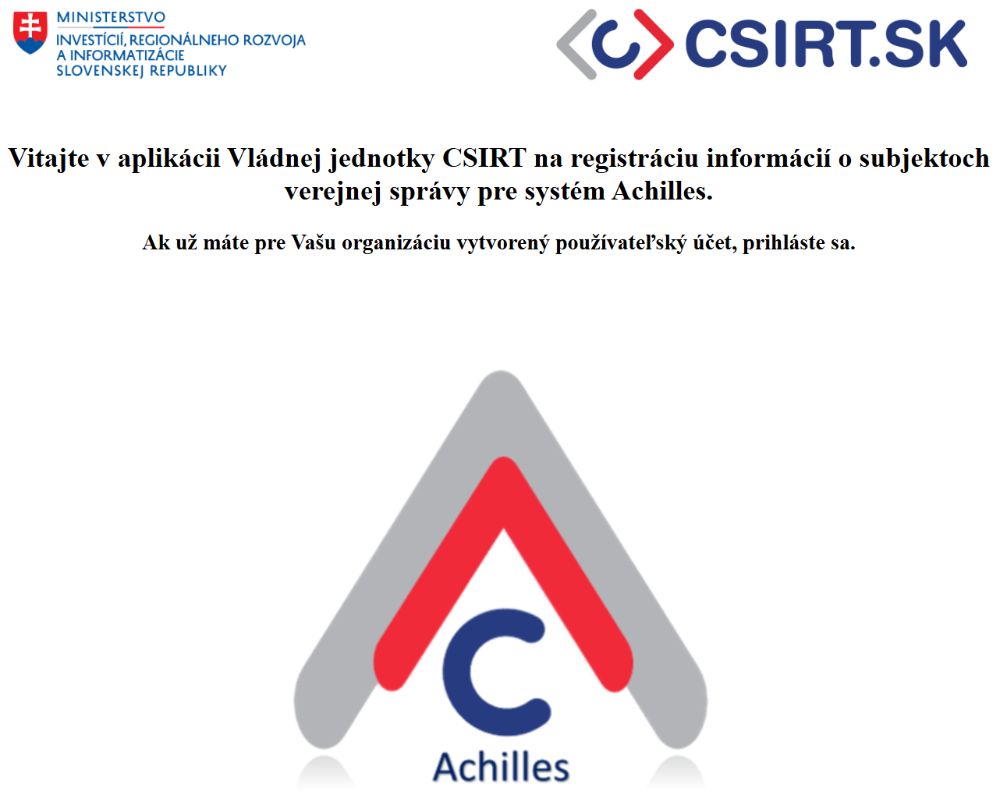 MINISTERSTVO
INVESTÍCIÍ, REGIONÁLNEHO ROZVOJA
A INFORMATIZÁCIE
SLOVENSKEJ REPUBLIKY
CSIRT.SK
Vitajte v aplikácii Vládnej jednotky CSIRT na registráciu informácií o subjektoch
verejnej správy pre systém Achilles.
Ak už máte pre Vašu organizáciu vytvorený používateľský účet, prihláste sa.
C
Achilles